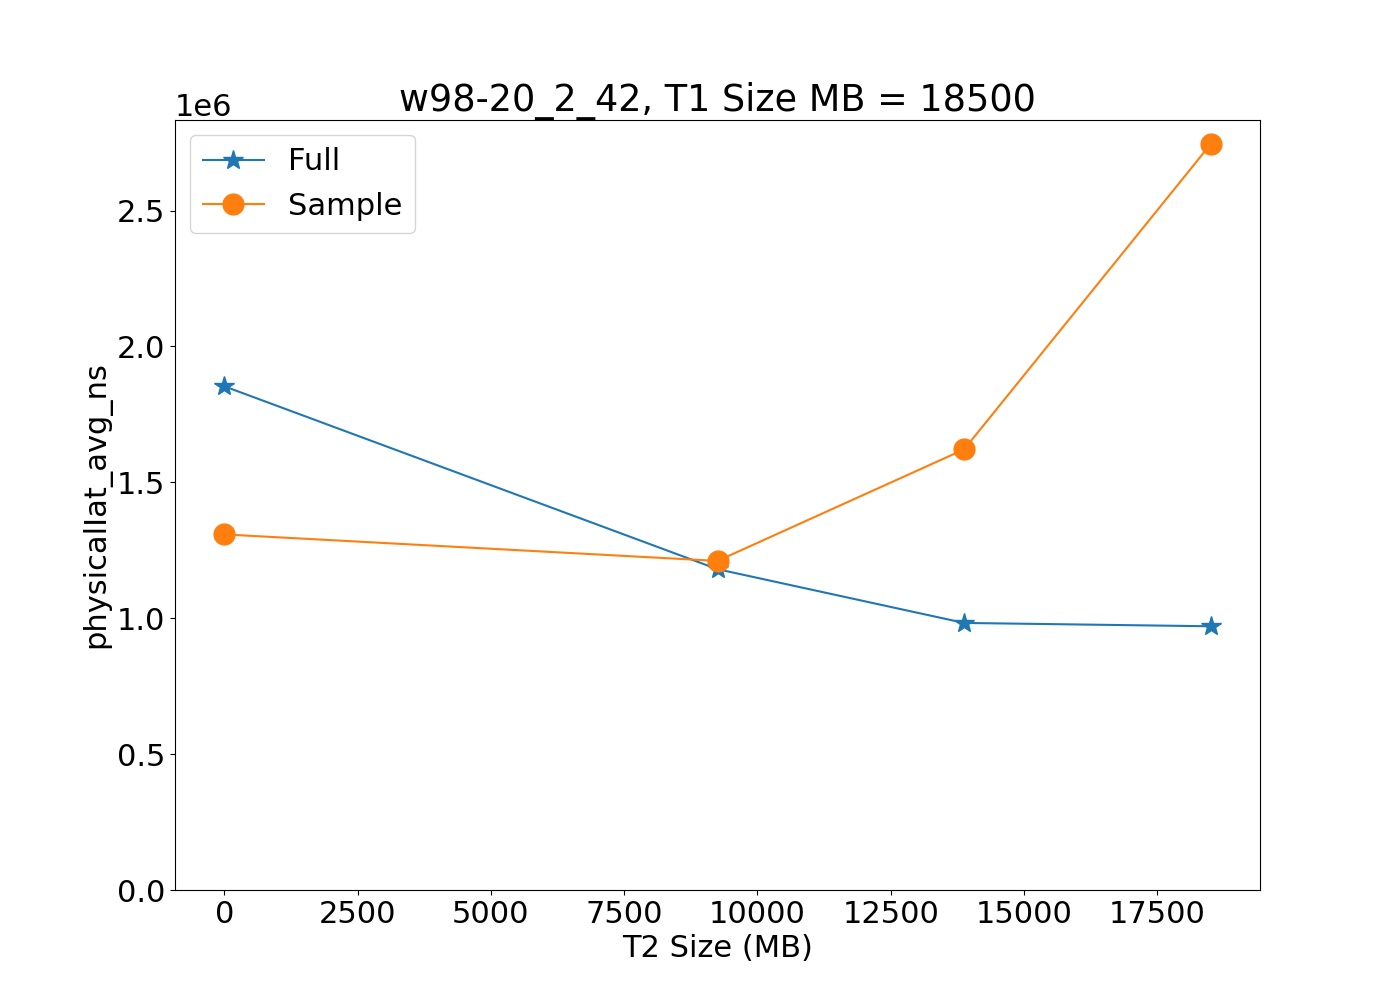 w98-20_2_42, T1 Size MB = 18500
1e6
Full
Sample
2.5
2.0
1.5
1.0
0.5
0.0
physicallat_avg_ns
0 2500 5000 7500 10000 12500 15000 17500
T2 Size (MB)